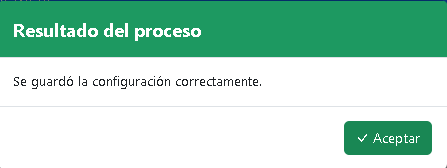 Resultado del proceso
Se guardó la configuración correctamente.
Aceptar